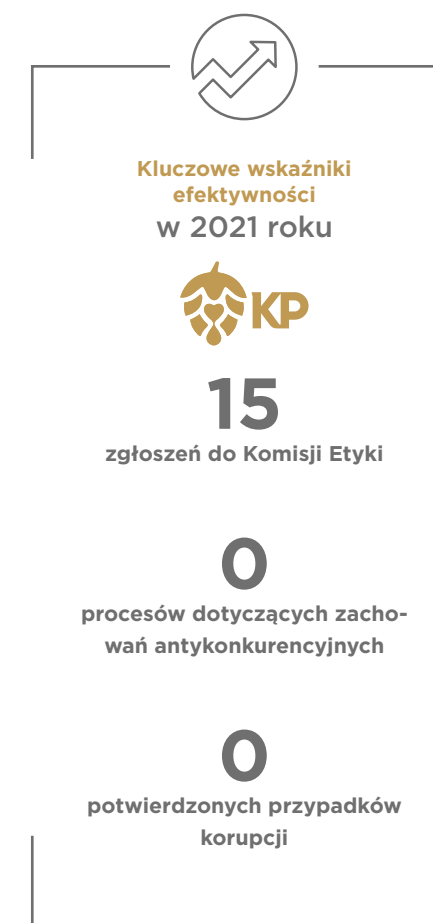 Kluczowe wskaźniki
efektywności
w 2021 roku
KP
15
zgłoszeń do Komisji Etyki
0
procesów dotyczących zacho-
wań antykonkurencyjnych
0
potwierdzonych przypadków
korupcji